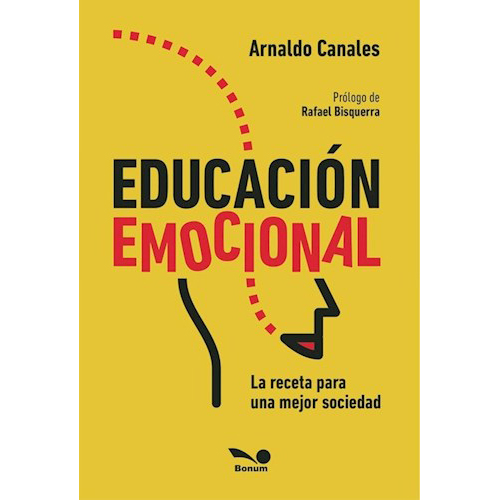 Arnaldo Canales
Prólogo de
Rafael Bisquerra
EDUCACIÓN
EMOCIONAL
La receta para
una mejor sociedad
Bonum